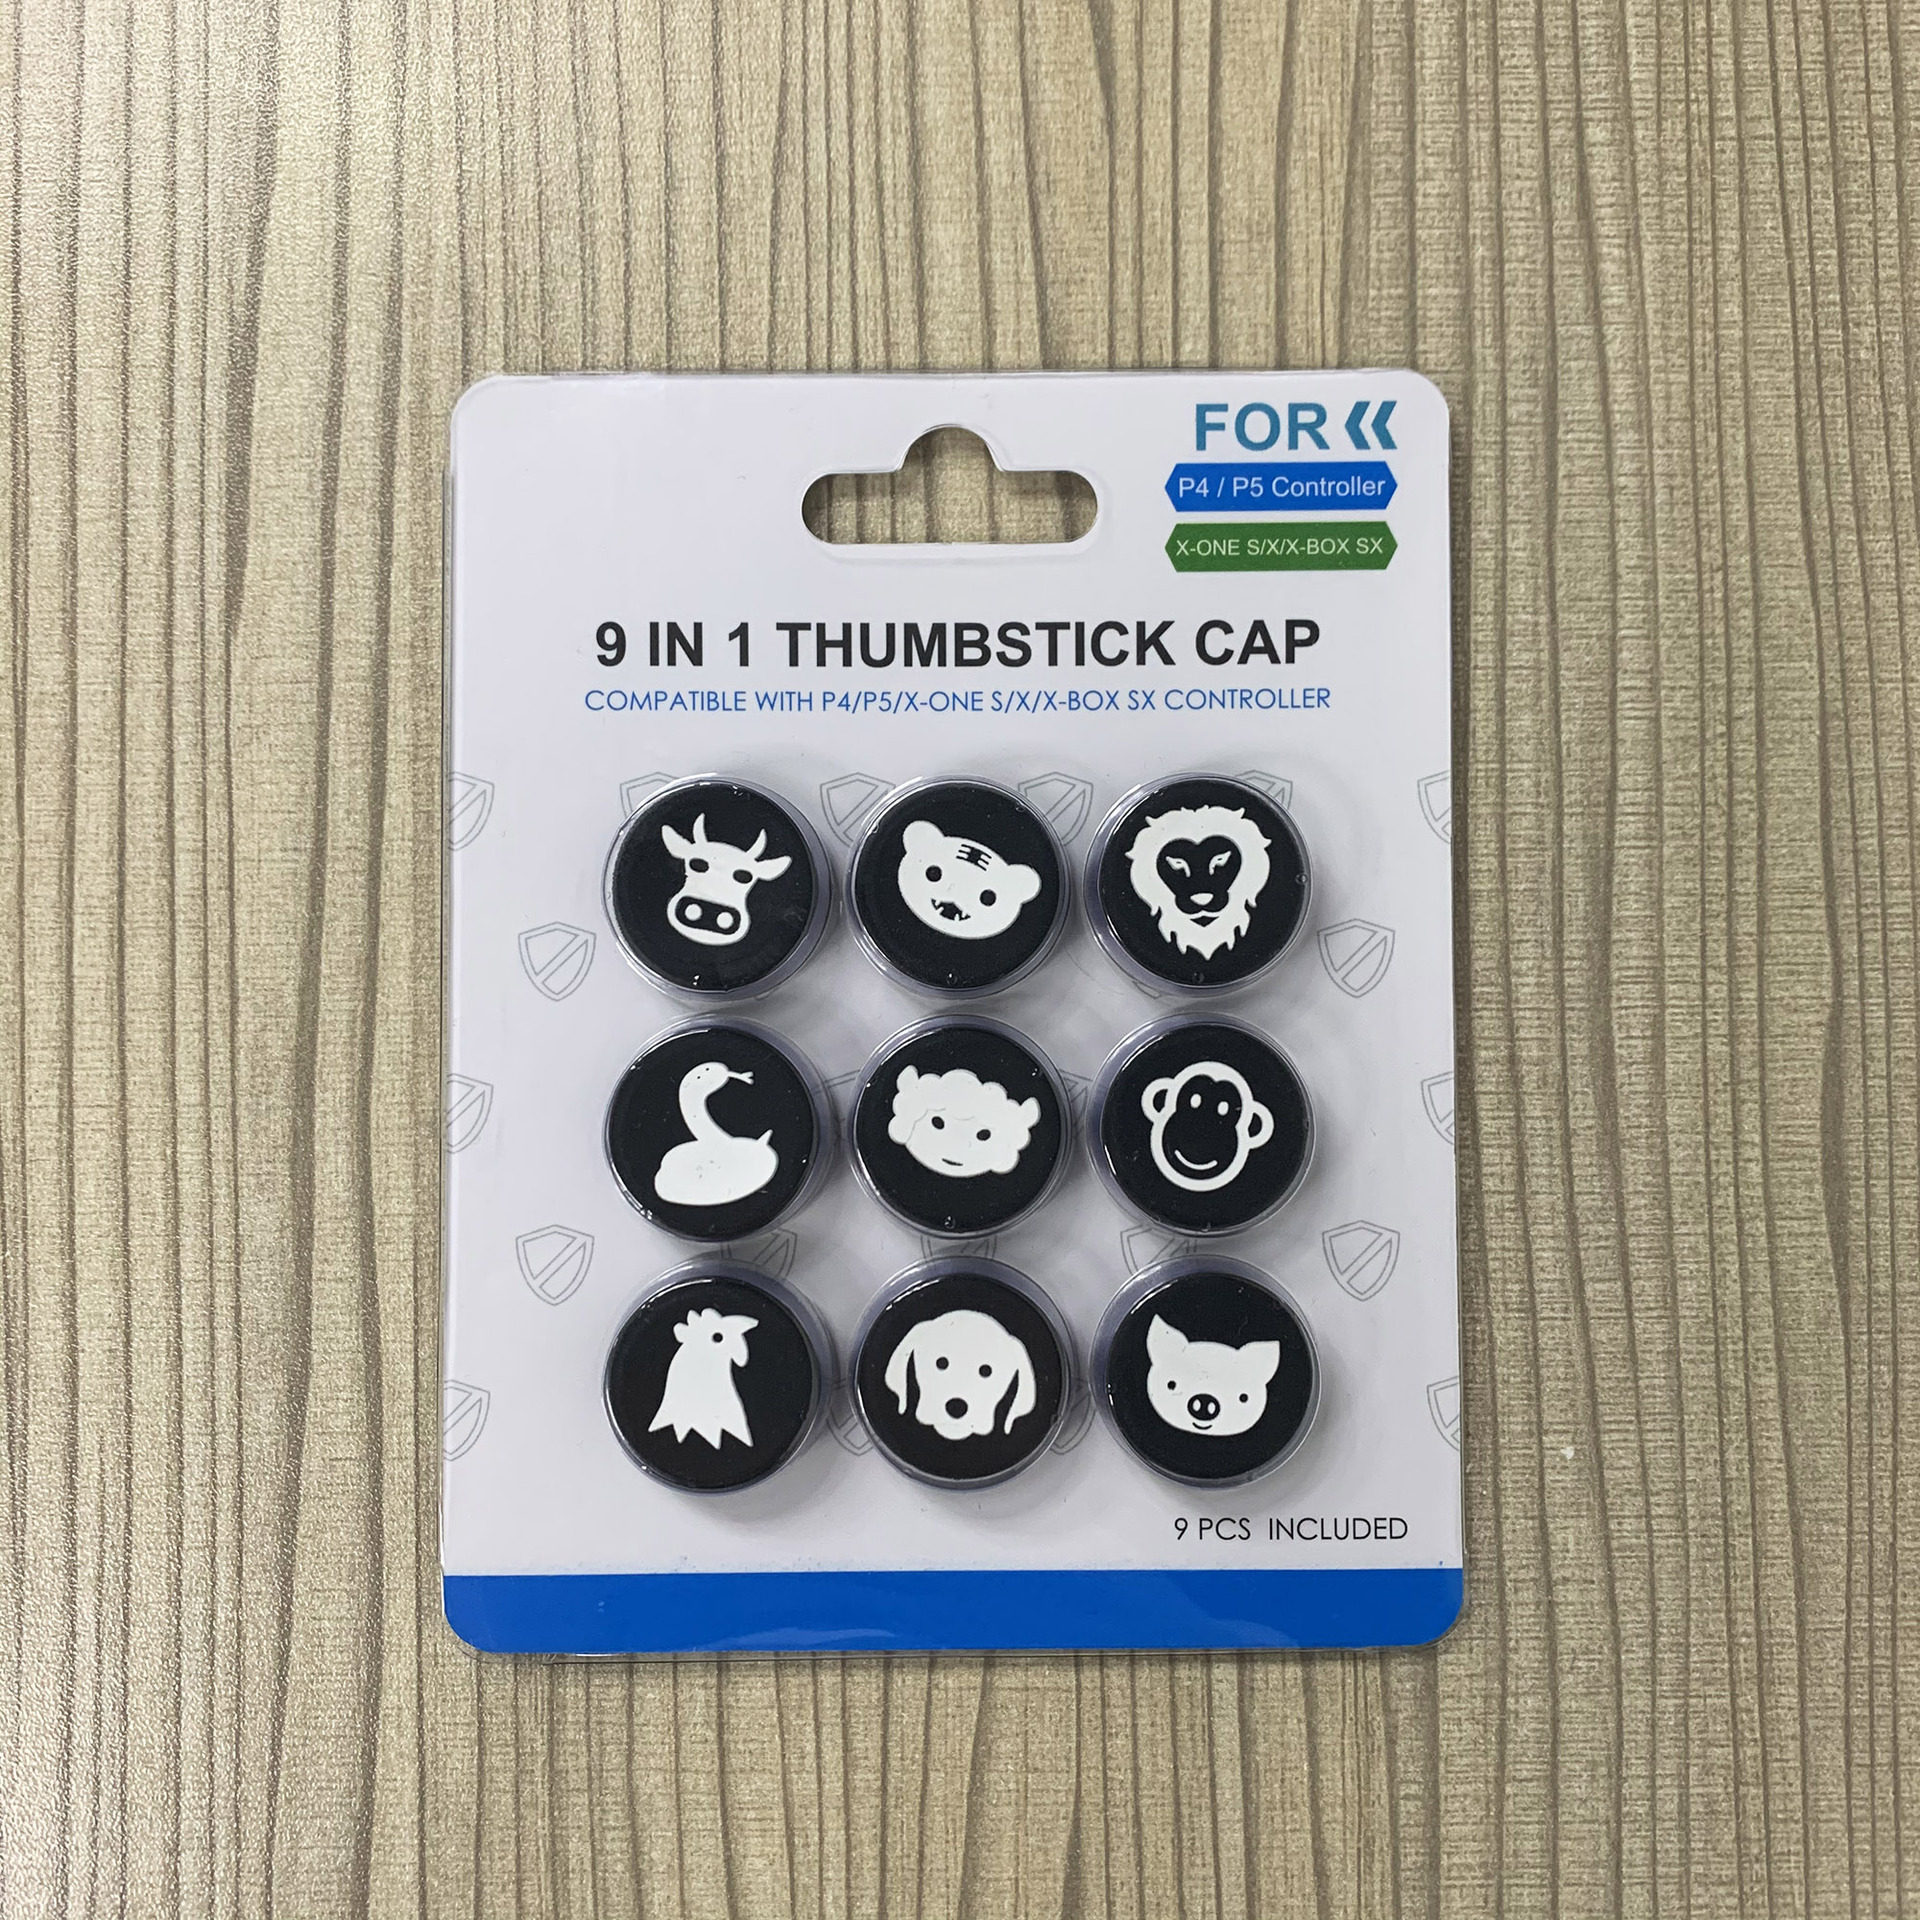 FOR
P4 / P5 Controller
X-ONE S/X/X-BOX SX
9 IN 1 THUMBSTICK CAP
COMPATIBLE WITH P4/P5/X-ONE S/X/X-BOX SX CONTROLLER
9 PCS INCLUDED